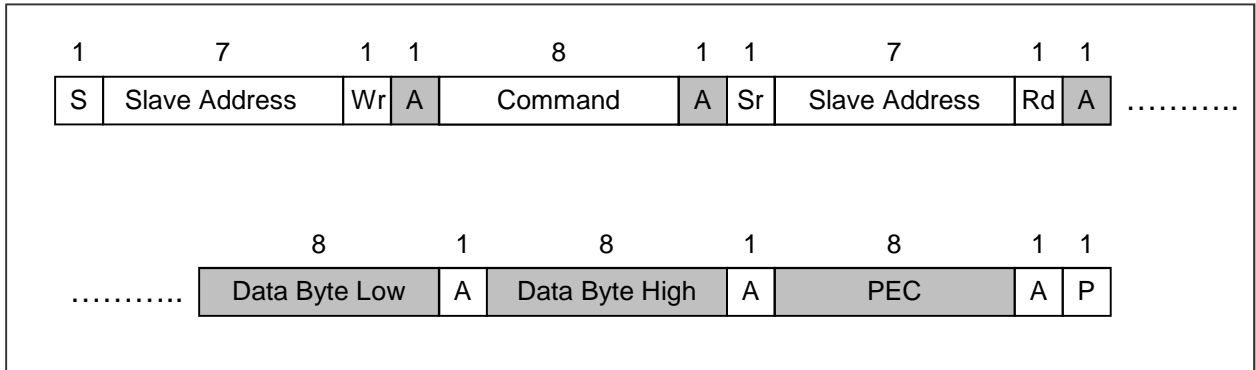 1 7 1 1 8 1 1 7 1 1
S Slave Address Wr A Command A Sr Slave Address Rd A ………..
8 1 8 1 8 1 1
……….. Data Byte Low A Data Byte High A PEC A P